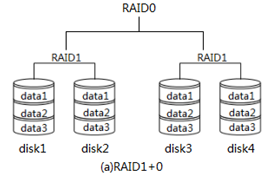 RAID0
RAID1 RAID1
data1 data1 data1 data1
data2 data2 data2 data2
data3 data3 data3 data3
disk1 disk2 disk3 disk4
(a)RAID1+0